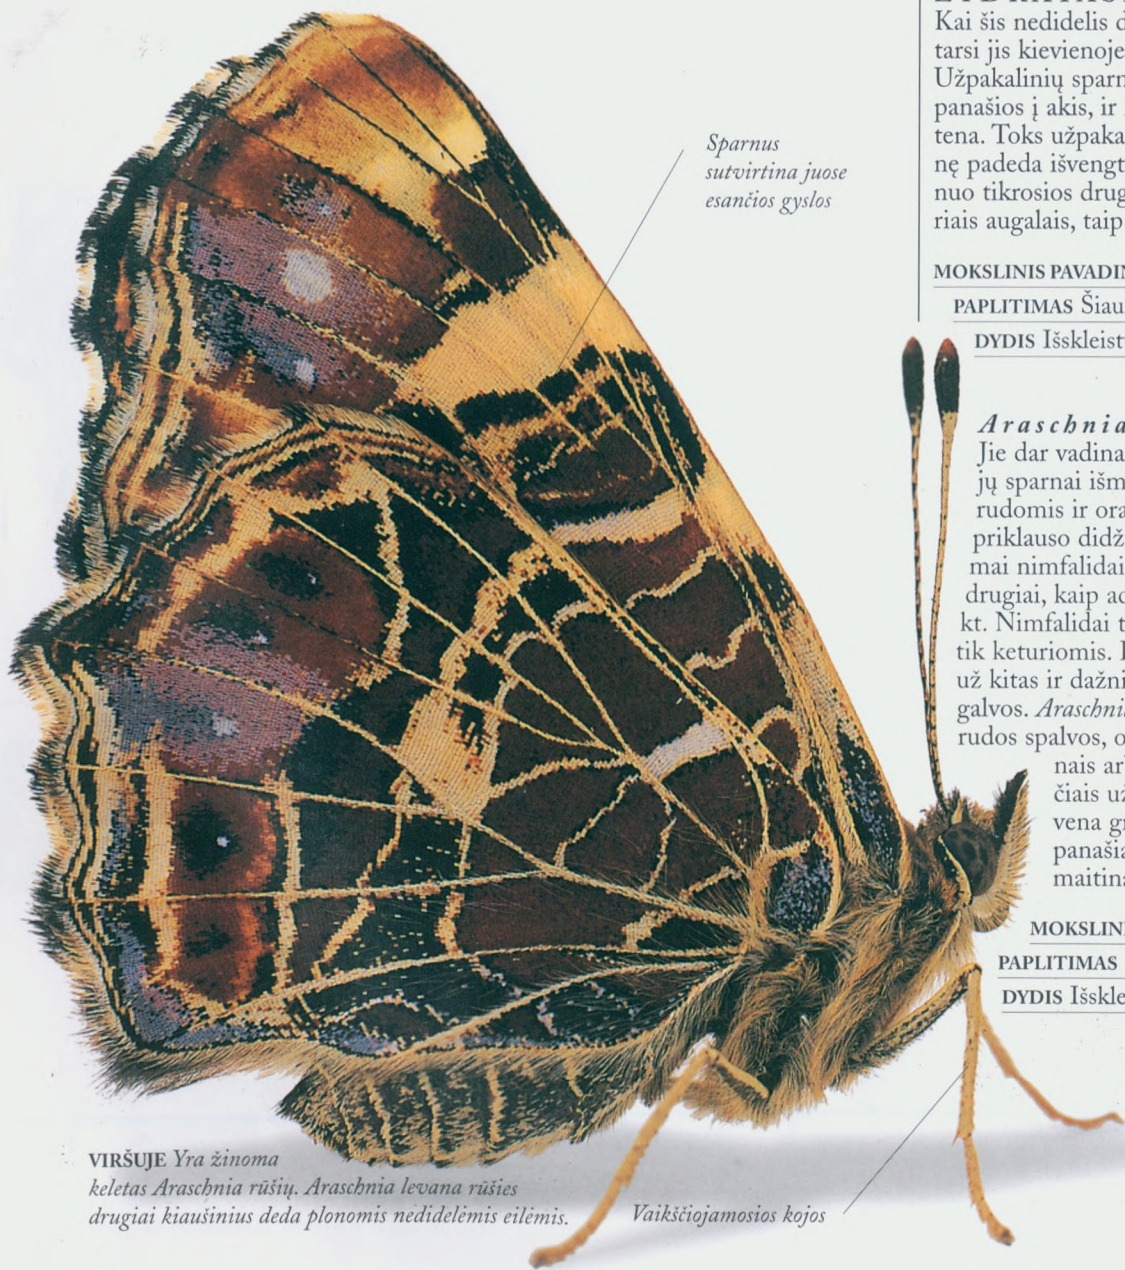 Kai šis nedidelis d
tarsi jis kievienoje
Užpakalinių sparn
panašios į akis, ir
tena. Toks užpaka
nę padeda išvengt
nuo tikrosios drug
riais augalais, taip
MOKSLINIS PAVADIN
PAPLITIMAS Šiau
DYDIS Išskleist
Sparnus
sutvirtina juose
esančios gyslos
Araschnia
Jie dar vadina
jų sparnai išm
rudomis ir ora
priklauso didž
mai nimfalidai
drugiai, kaip ad
kt. Nimfalidai t
tik keturiomis.
už kitas ir dažni
galvos. Araschni
rudos spalvos, o
nais ar
čiais už
vena gr
panašia
maitina
MOKSLIN
PAPLITIMAS
DYDIS Išskle
VIRŠUJE Yra žinoma
keletas Araschnia rūšių. Araschnia levana rūšies
drugiai kiaušinius deda plonomis nedidelėmis eilėmis.
Vaikščiojamosios kojos